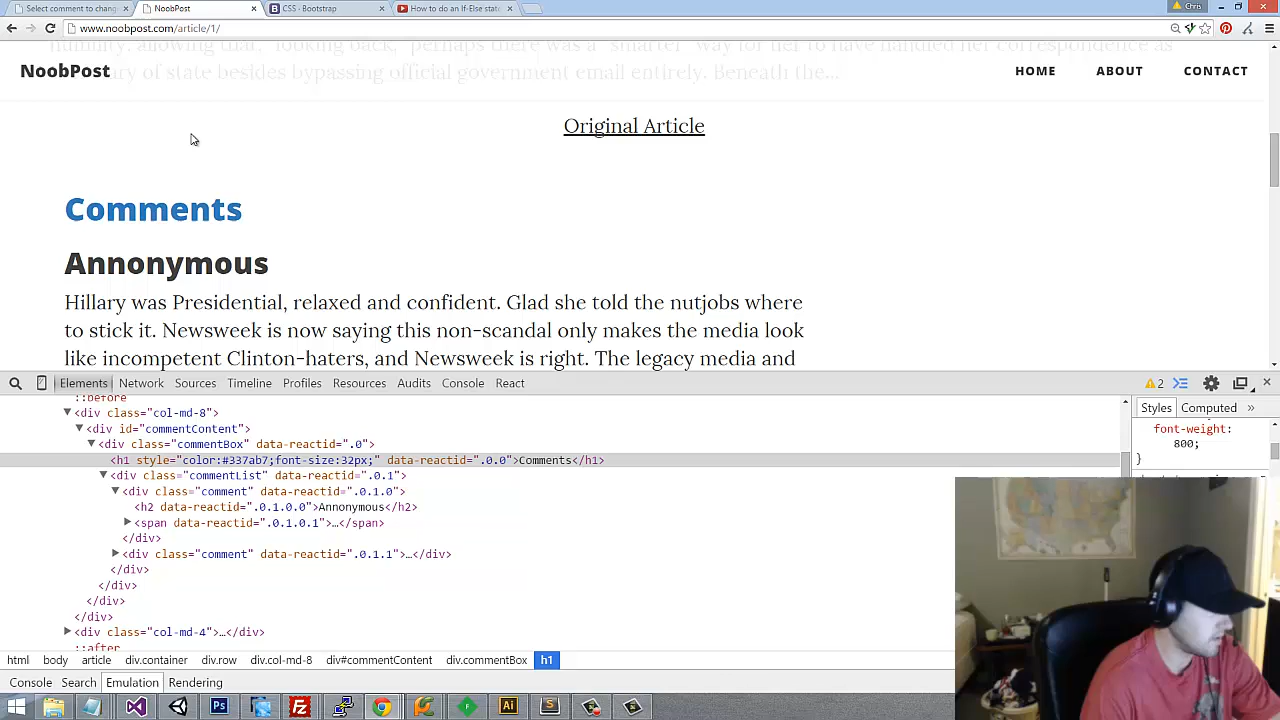 Select comment to chang
NoobPost
CSS · Bootstrap
How to do an If-Else state
Chris
www.noobpost.com/article/1/
humility: allowing that, "looking back," perhaps there was a "smarter" way for her to have handled her correspondence as
ary of state besides bypassing official government email entirely. Beneath the...
NoobPost
HOME ABOUT CONTACT
Original Article
Comments
Annonymous
Hillary was Presidential, relaxed and confident. Glad she told the nutjobs where
to stick it. Newsweek is now saying this non-scandal only makes the media look
like incompetent Clinton-haters, and Newsweek is right. The legacy media and
Elements Network Sources Timeline Profiles Resources Audits Console React
2
::before
<div class="col-md-8">
<div id="commentContent">
<div class="commentBox" data-reactid=".0">
<h1 style="color:#337ab7;font-size:32px;" data-reactid=".0.0">Comments</h1>
<div class="commentList" data-reactid=".0.1">
<div class="comment" data-reactid=".0.1.0">
<h2 data-reactid=".0.1.0.0">Annonymous</h2>
<span data-reactid=".0.1.0.1">…</span>
</div>
<div class="comment" data-reactid=".0.1.1">…</div>
</div>
</div>
</div>
</div>
<div class="col-md-4">…</div>
::after
Styles Computed »
font-weight:
800;
}
html body article div.container div.row div.col-md-8 div#commentContent div.commentBox h1
Console Search Emulation Rendering